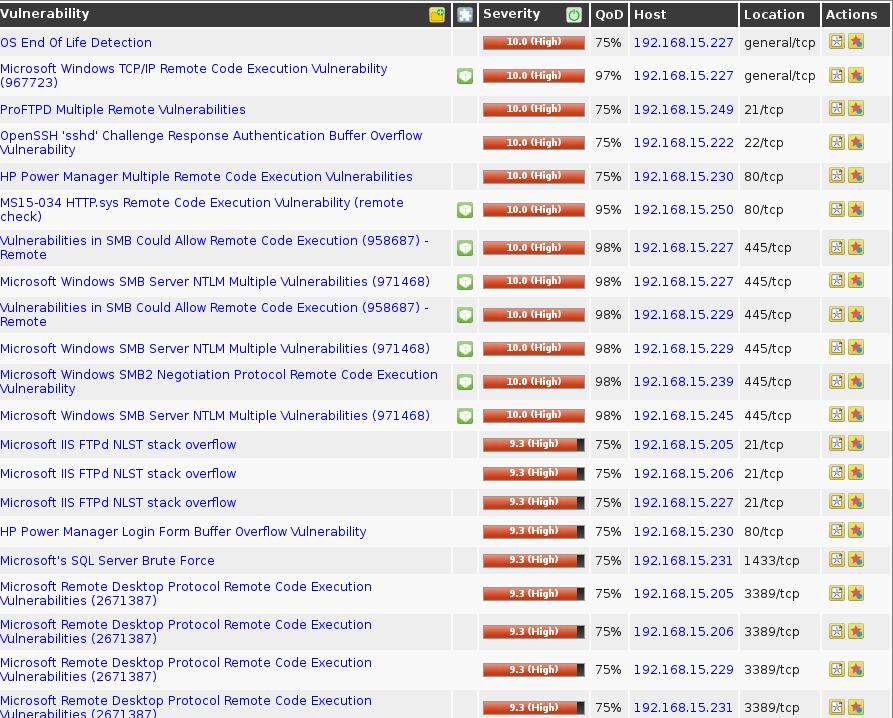 Vulnerability Severity QoD Host Location Actions
OS End Of Life Detection 10.0 (High) 75% 192.168.15.227 general/tcp
Microsoft Windows TCP/IP Remote Code Execution Vulnerability
(967723) 10.0 (High) 97% 192.168.15.227 general/tcp
ProFTPD Multiple Remote Vulnerabilities 10.0 (High) 75% 192.168.15.249 21/tcp
OpenSSH 'sshd' Challenge Response Authentication Buffer Overflow
Vulnerability 10.0 (High) 75% 192.168.15.222 22/tcp
HP Power Manager Multiple Remote Code Execution Vulnerabilities 10.0 (High) 75% 192.168.15.230 80/tcp
MS15-034 HTTP.sys Remote Code Execution Vulnerability (remote
check) 10.0 (High) 95% 192.168.15.250 80/tcp
Vulnerabilities in SMB Could Allow Remote Code Execution (958687) -
Remote 10.0 (High) 98% 192.168.15.227 445/tcp
Microsoft Windows SMB Server NTLM Multiple Vulnerabilities (971468) 10.0 (High) 98% 192.168.15.227 445/tcp
Vulnerabilities in SMB Could Allow Remote Code Execution (958687) -
Remote 10.0 (High) 98% 192.168.15.229 445/tcp
Microsoft Windows SMB Server NTLM Multiple Vulnerabilities (971468) 10.0 (High) 98% 192.168.15.229 445/tcp
Microsoft Windows SMB2 Negotiation Protocol Remote Code Execution
Vulnerability 10.0 (High) 98% 192.168.15.239 445/tcp
Microsoft Windows SMB Server NTLM Multiple Vulnerabilities (971468) 10.0 (High) 98% 192.168.15.245 445/tcp
Microsoft IIS FTPd NLST stack overflow 9.3 (High) 75% 192.168.15.205 21/tcp
Microsoft IIS FTPd NLST stack overflow 9.3 (High) 75% 192.168.15.206 21/tcp
Microsoft IIS FTPd NLST stack overflow 9.3 (High) 75% 192.168.15.227 21/tcp
HP Power Manager Login Form Buffer Overflow Vulnerability 9.3 (High) 75% 192.168.15.230 80/tcp
Microsoft's SQL Server Brute Force 9.3 (High) 75% 192.168.15.231 1433/tcp
Microsoft Remote Desktop Protocol Remote Code Execution
Vulnerabilities (2671387) 9.3 (High) 75% 192.168.15.205 3389/tcp
Microsoft Remote Desktop Protocol Remote Code Execution
Vulnerabilities (2671387) 9.3 (High) 75% 192.168.15.206 3389/tcp
Microsoft Remote Desktop Protocol Remote Code Execution
Vulnerabilities (2671387) 9.3 (High) 75% 192.168.15.229 3389/tcp
Microsoft Remote Desktop Protocol Remote Code Execution
Vulnerabilities (2671387) 9.3 (High) 75% 192.168.15.231 3389/tcp